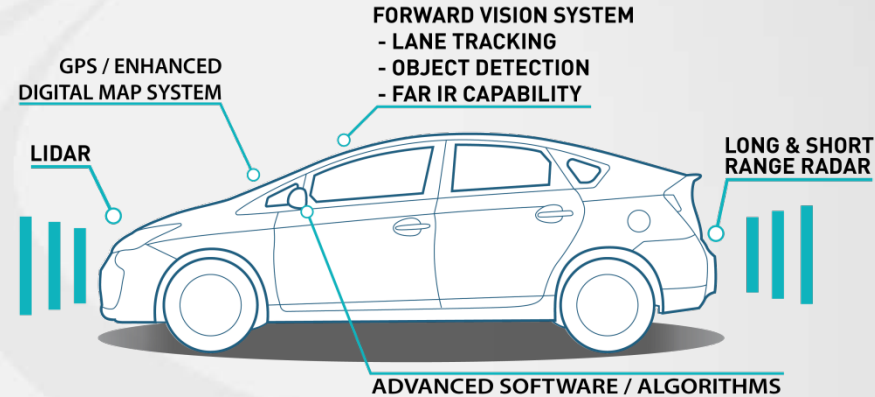 FORWARD VISION SYSTEM
- LANE TRACKING
- OBJECT DETECTION
- FAR IR CAPABILITY
GPS / ENHANCED
DIGITAL MAP SYSTEM
LIDAR
LONG & SHORT
RANGE RADAR
ADVANCED SOFTWARE / ALGORITHMS